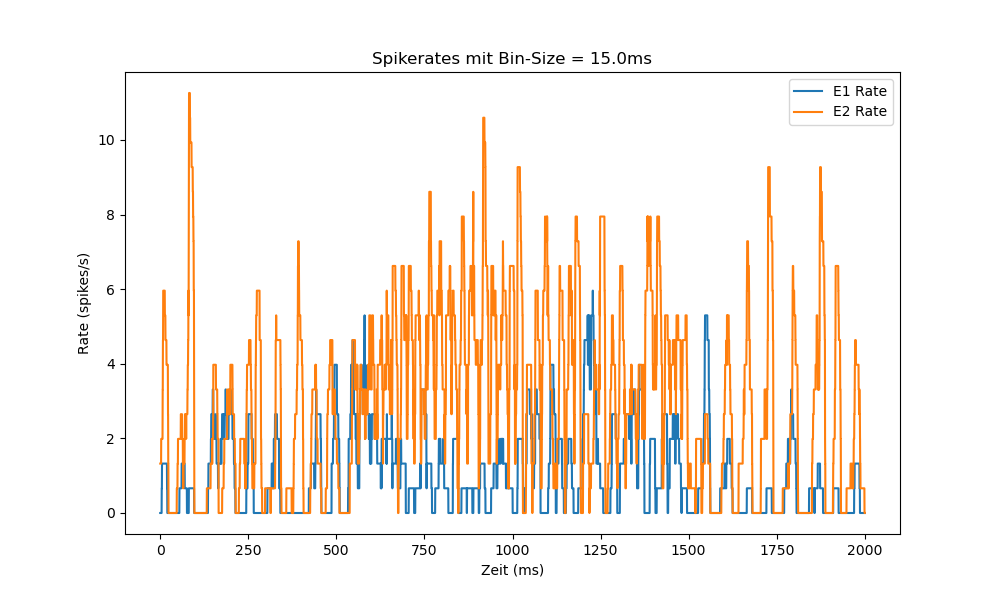 Spikerates mit Bin-Size = 15.0ms
E1 Rate
E2 Rate
Rate (spikes/s)
10
8
6
4
2
0
0 250 500 750 1000 1250 1500 1750 2000
Zeit (ms)